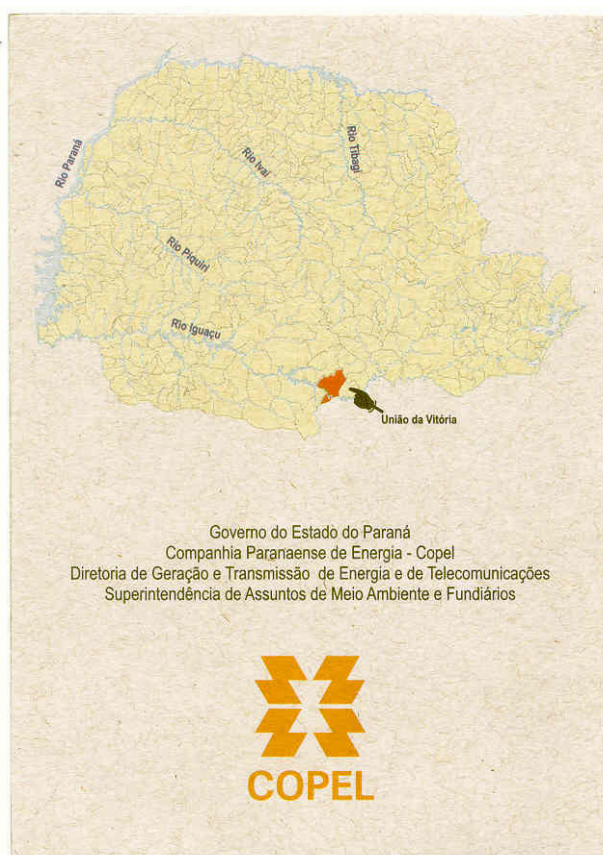 Rio Paraná
Rio Ivaí
Rio Tibagi
Rio Piquiri
Rio Iguaçu
União da Vitória
Governo do Estado do Paraná
Companhia Paranaense de Energia - Copel
Diretoria de Geração e Transmissão de Energia e de Telecomunicações
Superintendência de Assuntos de Meio Ambiente e Fundiários
COPEL